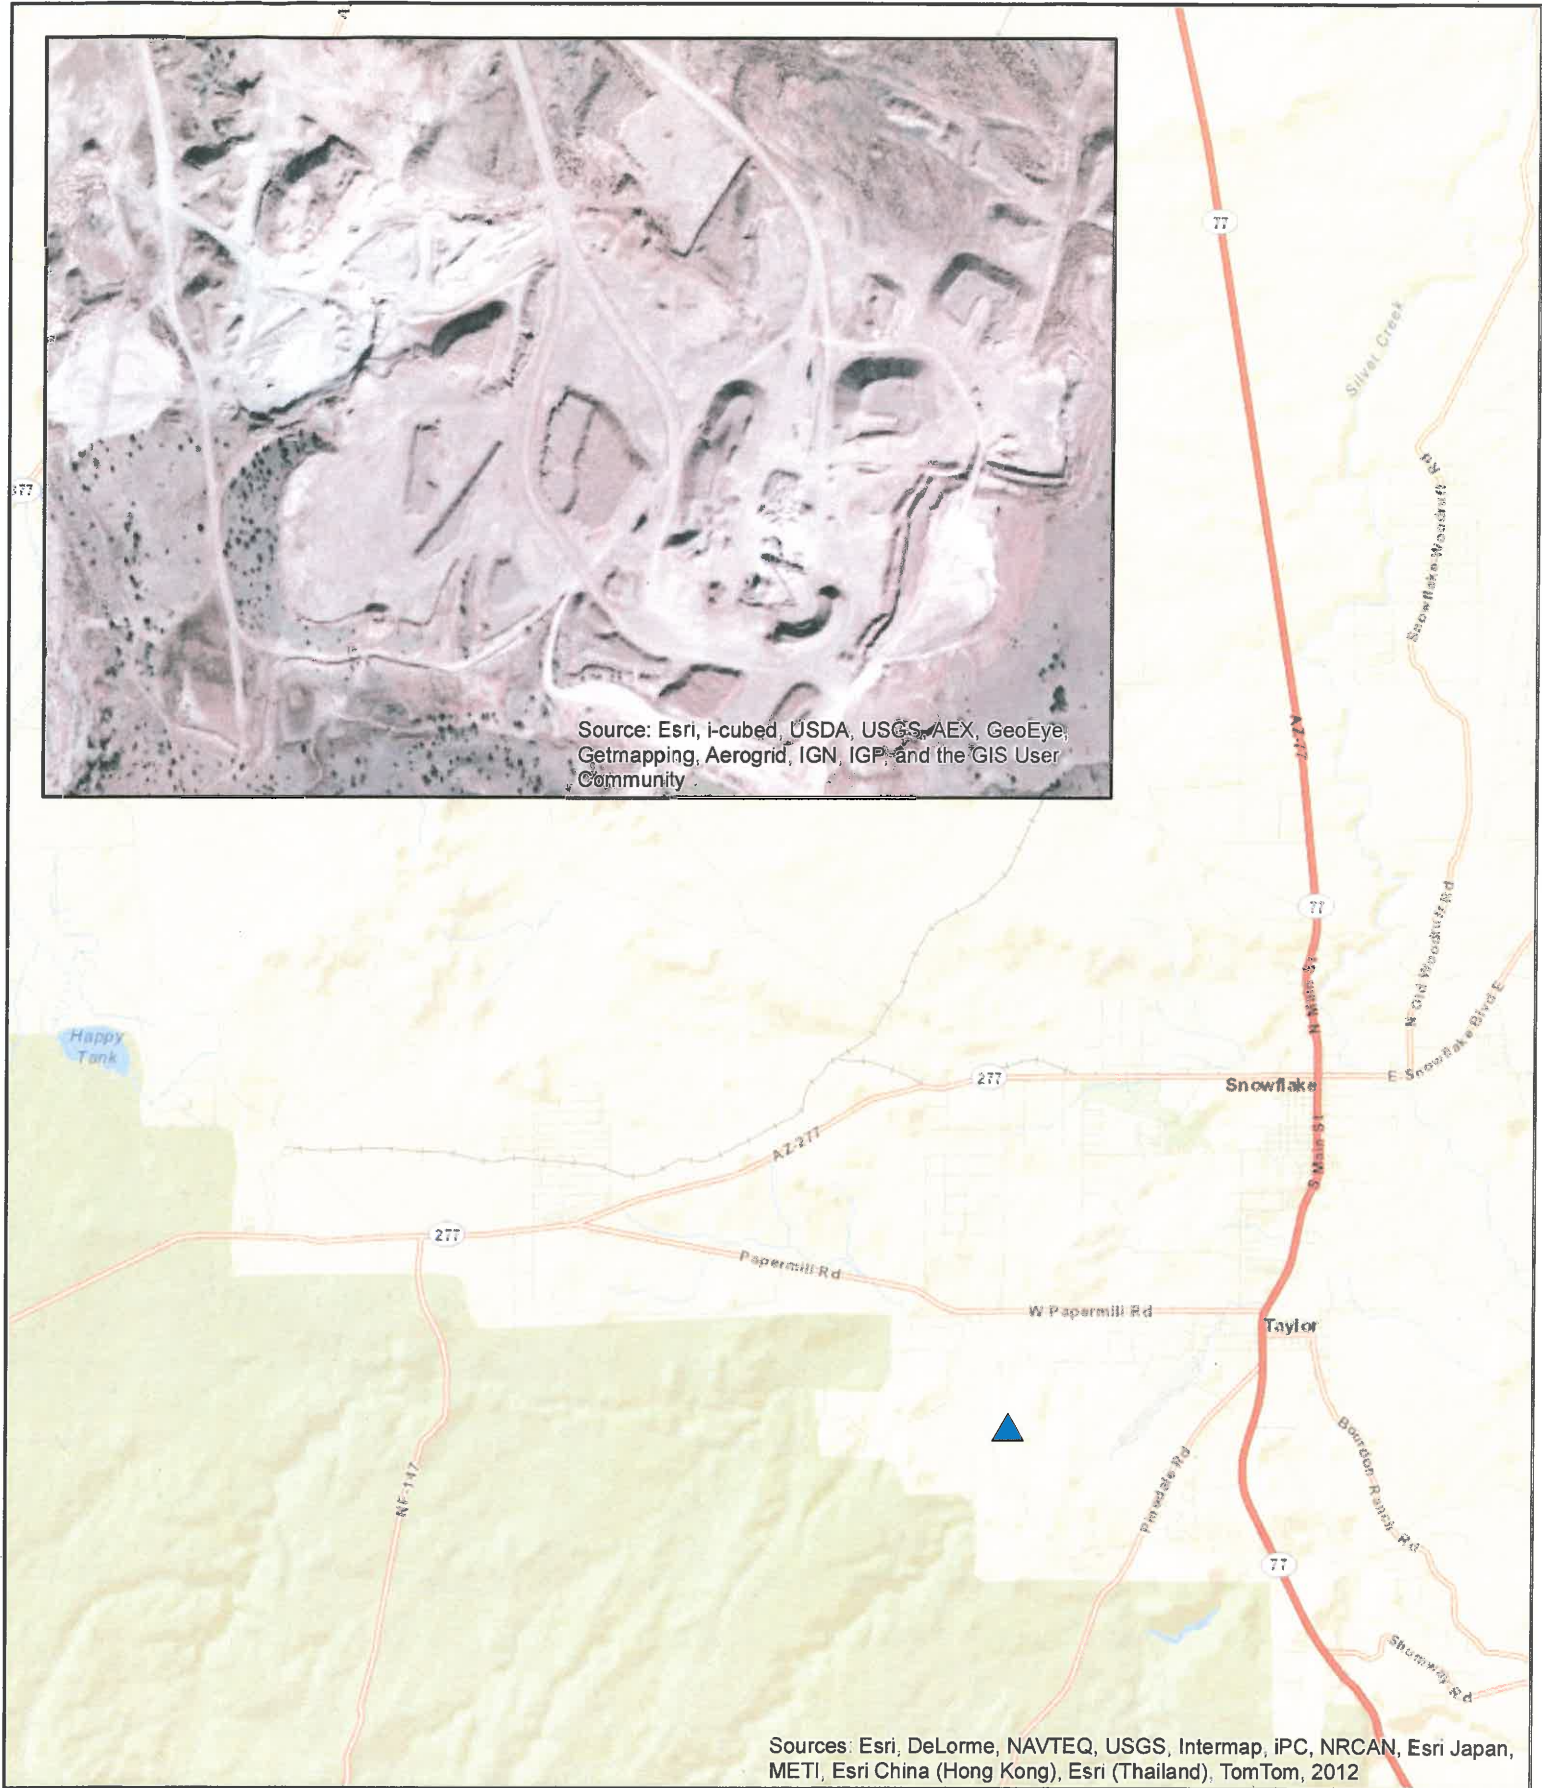 Source: Esri, i-cubed, USDA, USGS, AEX, GeoEye,
Getmapping, Aerogrid, IGN, IGP, and the GIS User
Community
77
Silver Creek
377
Snowflake-Woodruff Rd
AZ-77
77
N Old Woodruff Rd
N Main St
E Snowflake Blvd E
Happy
Tank
277
Snowflake
AZ-277
S Main St
277
Papermill Rd
W Papermill Rd
Taylor
Bourdon Ranch Rd
Pinedale Rd
NF-147
77
Shumway Rd
Sources: Esri, DeLorme, NAVTEQ, USGS, Intermap, iPC, NRCAN, Esri Japan,
METI, Esri China (Hong Kong), Esri (Thailand), TomTom, 2012